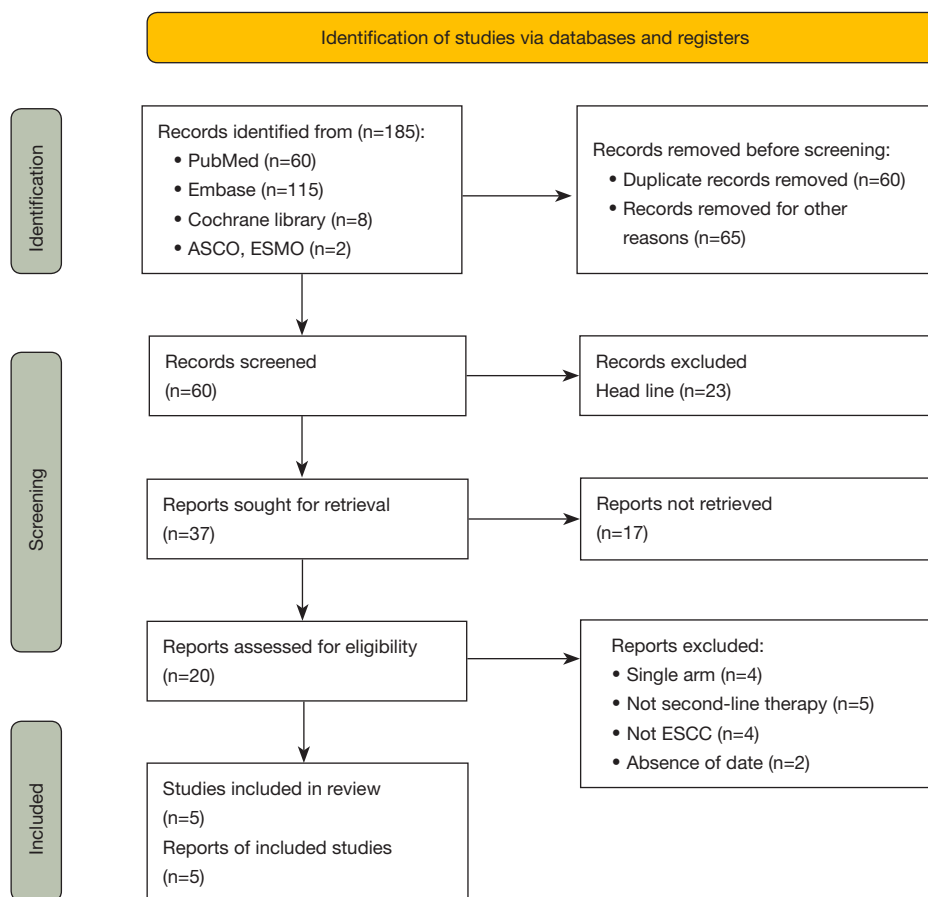 Identification of studies via databases and registers
Identification
Records identified from (n=185):
• PubMed (n=60)
• Embase (n=115)
• Cochrane library (n=8)
• ASCO, ESMO (n=2)
Records removed before screening:
• Duplicate records removed (n=60)
• Records removed for other
reasons (n=65)
Screening
Records screened
(n=60)
Records excluded
Head line (n=23)
Reports sought for retrieval
(n=37)
Reports not retrieved
(n=17)
Reports assessed for eligibility
(n=20)
Reports excluded:
• Single arm (n=4)
• Not second-line therapy (n=5)
• Not ESCC (n=4)
• Absence of date (n=2)
Included
Studies included in review
(n=5)
Reports of included studies
(n=5)